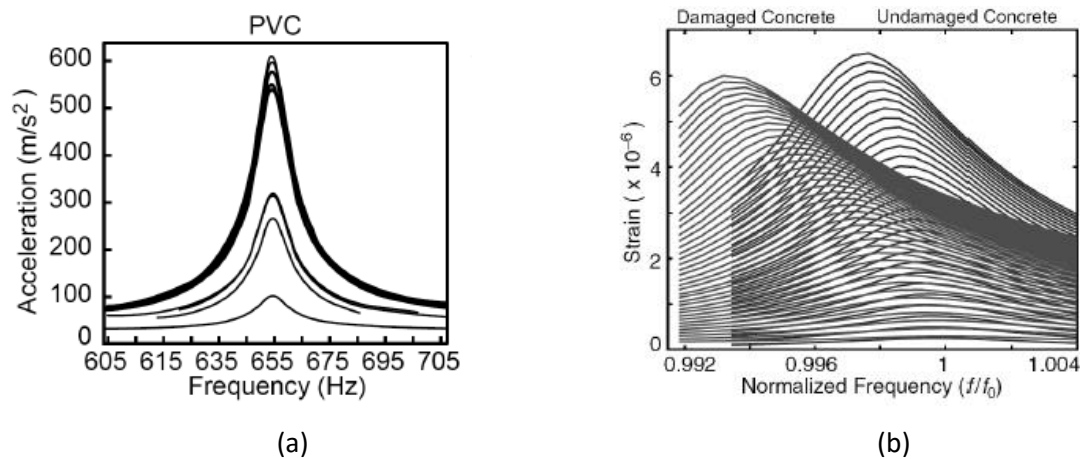 PVC
Acceleration (m/s²)
600
500
400
300
200
100
0
605 615 635 655 675 695 705
Frequency (Hz)
(a)
Damaged Concrete Undamaged Concrete
Strain ( x 10⁻⁶)
6
4
2
0
0.992 0.996 1 1.004
Normalized Frequency (f/f₀)
(b)